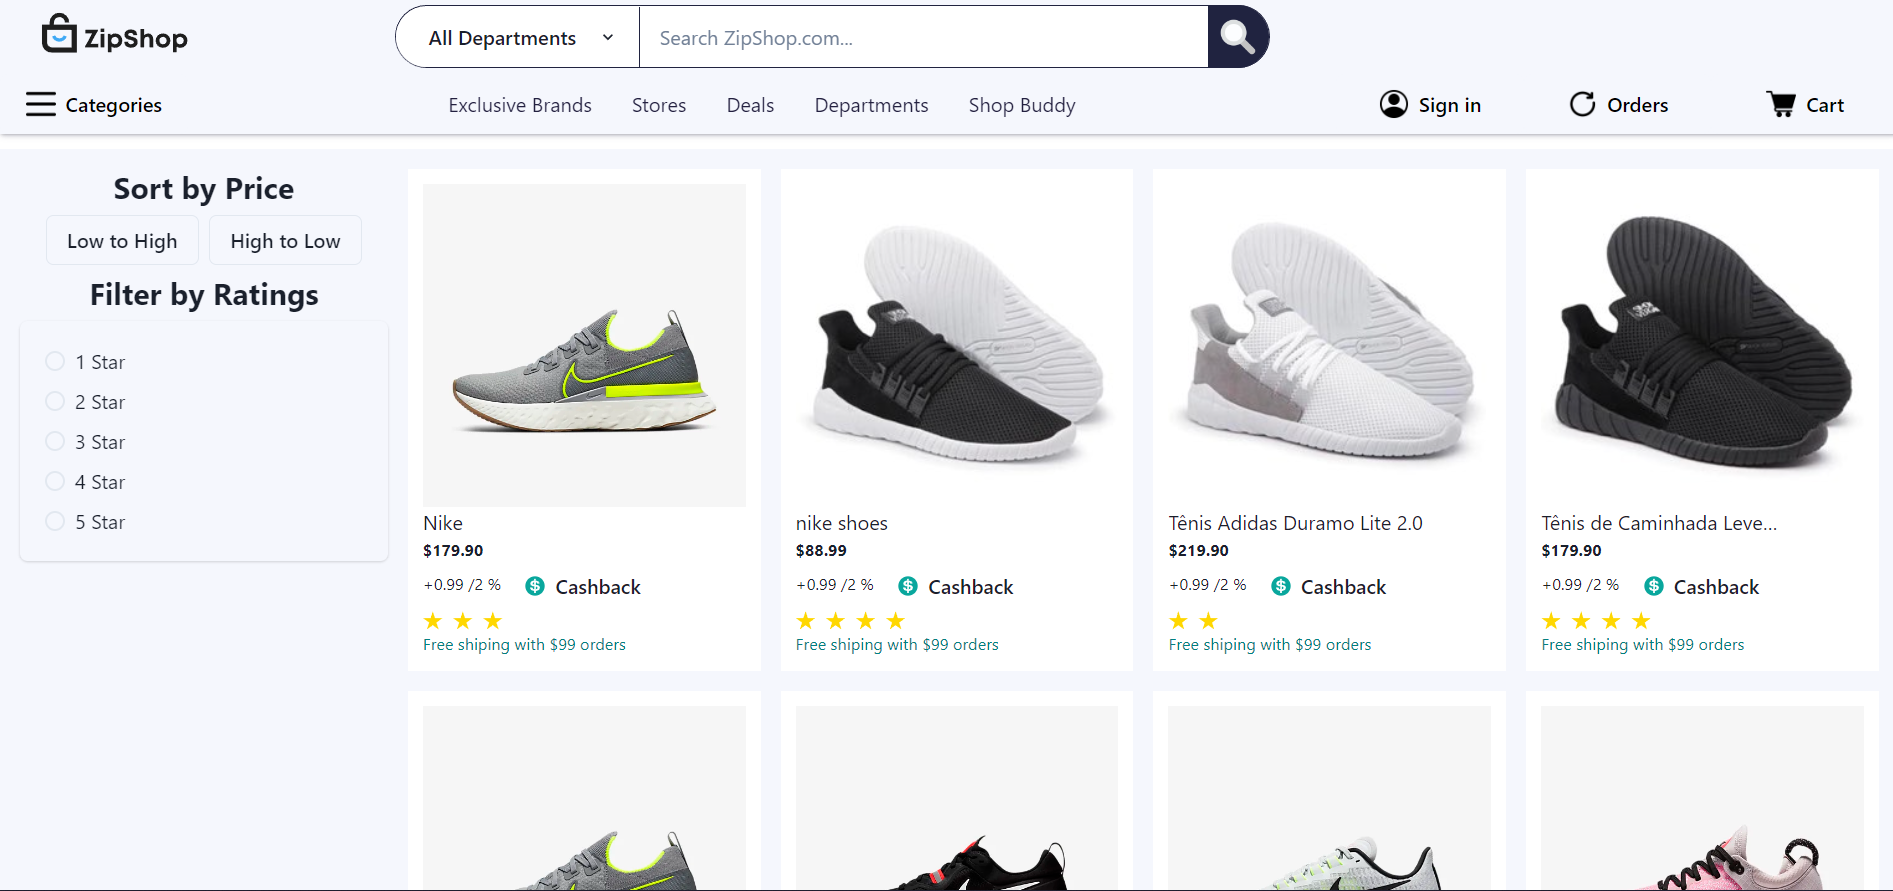 ZipShop
All Departments
Search ZipShop.com...
Categories
Exclusive Brands
Stores
Deals
Departments
Shop Buddy
Sign in
Orders
Cart
Sort by Price
Low to High
High to Low
Filter by Ratings
1 Star
2 Star
3 Star
4 Star
5 Star
Nike
$179.90
+0.99 /2 %
Cashback
Free shiping with $99 orders
nike shoes
$88.99
+0.99 /2 %
Cashback
Free shiping with $99 orders
Tênis Adidas Duramo Lite 2.0
$219.90
+0.99 /2 %
Cashback
Free shiping with $99 orders
Tênis de Caminhada Leve...
$179.90
+0.99 /2 %
Cashback
Free shiping with $99 orders